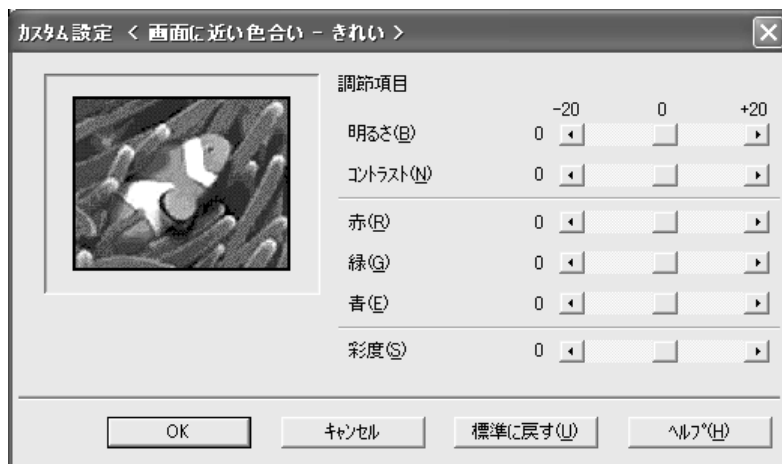 カスタム設定 < 画面に近い色合い - きれい >
調節項目
-20 0 +20
明るさ(B) 0
コントラスト(N) 0
赤(R) 0
緑(G) 0
青(E) 0
彩度(S) 0
OK キャンセル 標準に戻す(U) ヘルプ(H)